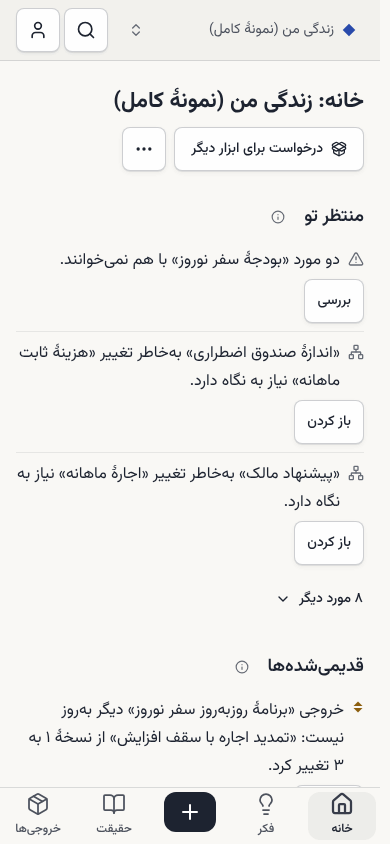 زندگی من (نمونهٔ کامل)
خانه: زندگی من (نمونهٔ کامل)
درخواست برای ابزار دیگر
منتظر تو
دو مورد «بودجهٔ سفر نوروز» با هم نمی‌خوانند.
بررسی
«اندازهٔ صندوق اضطراری» به‌خاطر تغییر «هزینهٔ ثابت
ماهانه» نیاز به نگاه دارد.
باز کردن
«پیشنهاد مالک» به‌خاطر تغییر «اجارهٔ ماهانه» نیاز به
نگاه دارد.
باز کردن
۸ مورد دیگر
قدیمی‌شده‌ها
خروجی «برنامهٔ روزبه‌روز سفر نوروز» دیگر به‌روز
نیست: «تمدید اجاره با سقف افزایش» از نسخهٔ ۱ به
۳ تغییر کرد.
خانه
فکر
حقیقت
خروجی‌ها